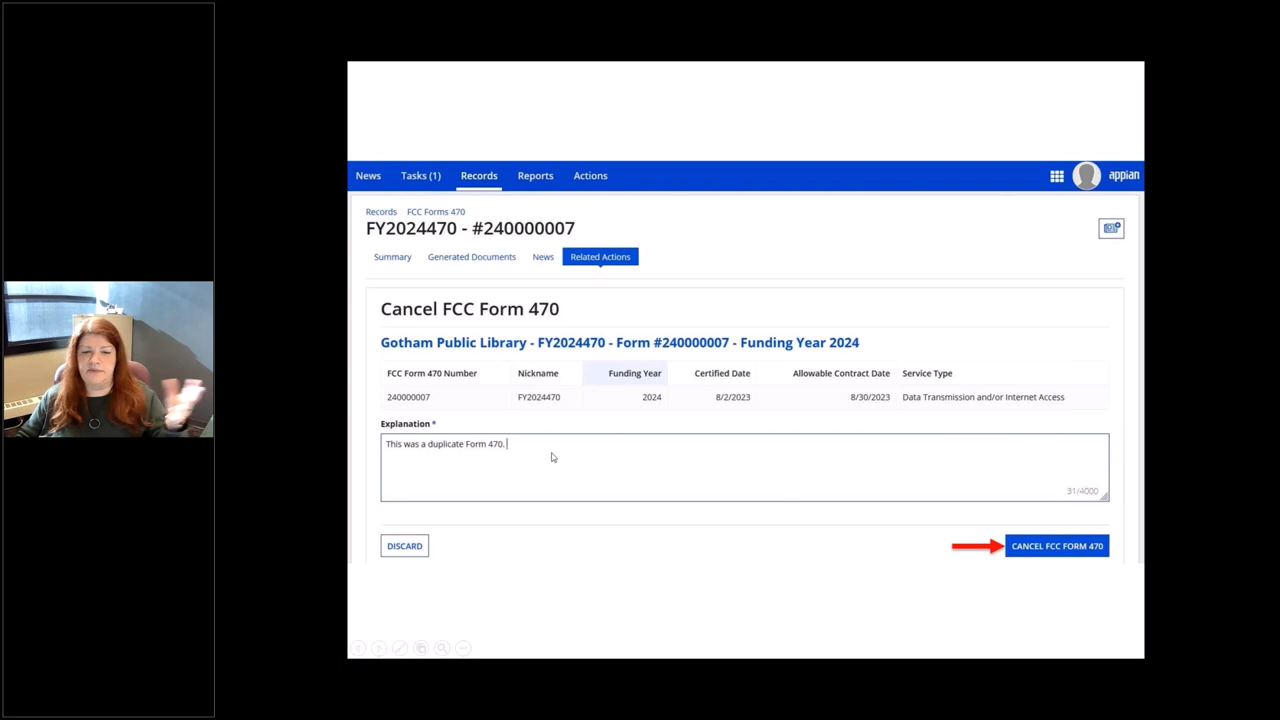 News Tasks (1) Records Reports Actions appian
Records / FCC Forms 470
FY2024470 - #240000007
Summary Generated Documents News Related Actions
Cancel FCC Form 470
Gotham Public Library - FY2024470 - Form #240000007 - Funding Year 2024
FCC Form 470 Number Nickname Funding Year Certified Date Allowable Contract Date Service Type
240000007 FY2024470 2024 8/2/2023 8/30/2023 Data Transmission and/or Internet Access
Explanation *
This was a duplicate Form 470.
31/4000
DISCARD CANCEL FCC FORM 470